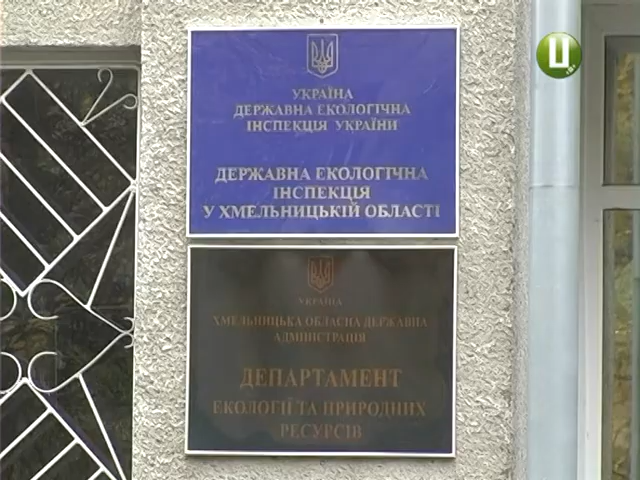 УКРАЇНА
ДЕРЖАВНА ЕКОЛОГІЧНА
ІНСПЕКЦІЯ УКРАЇНИ
ДЕРЖАВНА ЕКОЛОГІЧНА
ІНСПЕКЦІЯ
У ХМЕЛЬНИЦЬКІЙ ОБЛАСТІ
УКРАЇНА
ХМЕЛЬНИЦЬКА ОБЛАСНА ДЕРЖАВНА
АДМІНІСТРАЦІЯ
ДЕПАРТАМЕНТ
ЕКОЛОГІЇ ТА ПРИРОДНИХ
РЕСУРСІВ
Ц